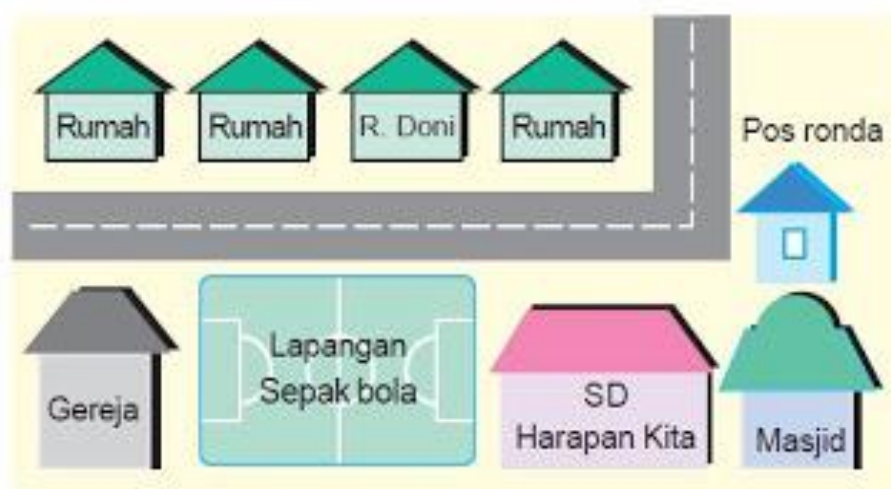 Rumah
Rumah
R. Doni
Rumah
Pos ronda
Gereja
Lapangan
Sepak bola
SD
Harapan Kita
Masjid